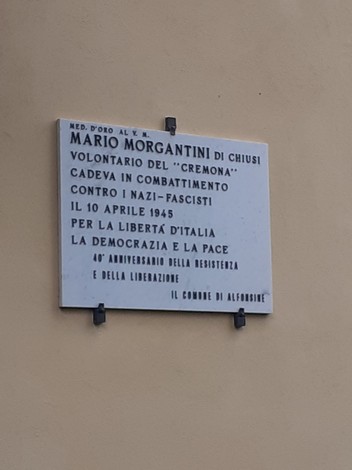 MED. D'ORO AL V. M.
MARIO MORGANTINI DI CHIUSI
VOLONTARIO DEL "CREMONA"
CADEVA IN COMBATTIMENTO
CONTRO I NAZI-FASCISTI
IL 10 APRILE 1945
PER LA LIBERTÁ D'ITALIA
LA DEMOCRAZIA E LA PACE
40° ANNIVERSARIO DELLA RESISTENZA
E DELLA LIBERAZIONE
IL COMUNE DI ALFONSINE